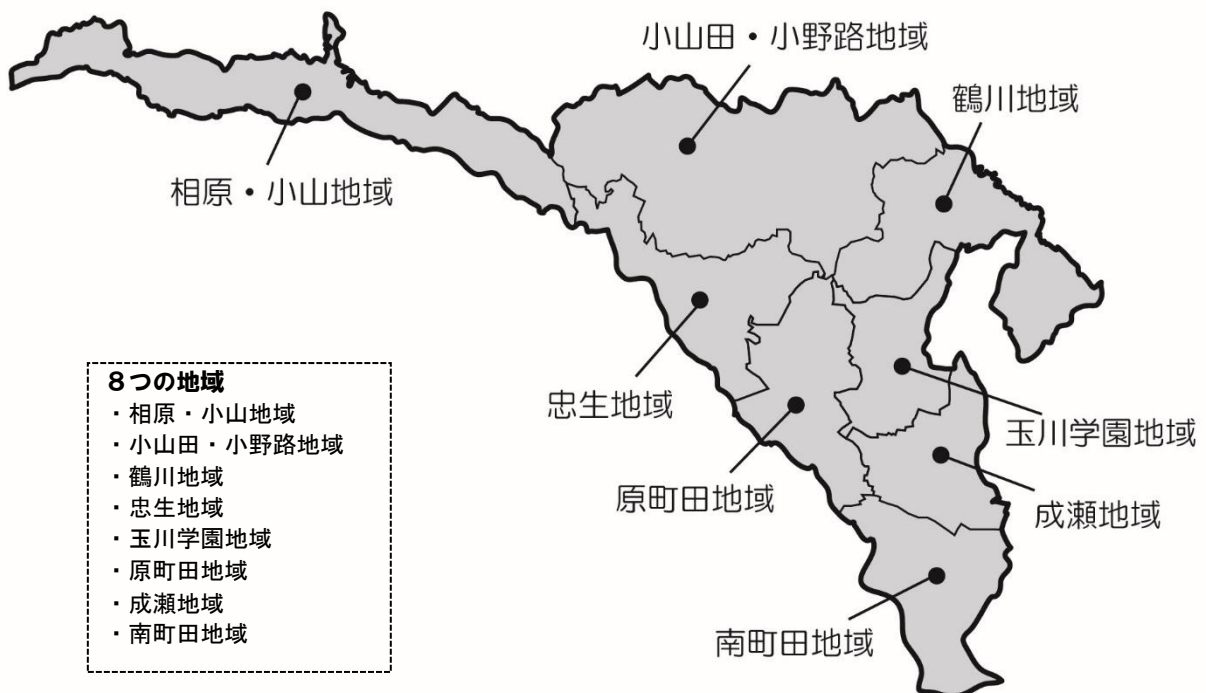 小山田・小野路地域
鶴川地域
相原・小山地域
忠生地域
玉川学園地域
原町田地域
成瀬地域
南町田地域
8つの地域
・相原・小山地域
・小山田・小野路地域
・鶴川地域
・忠生地域
・玉川学園地域
・原町田地域
・成瀬地域
・南町田地域